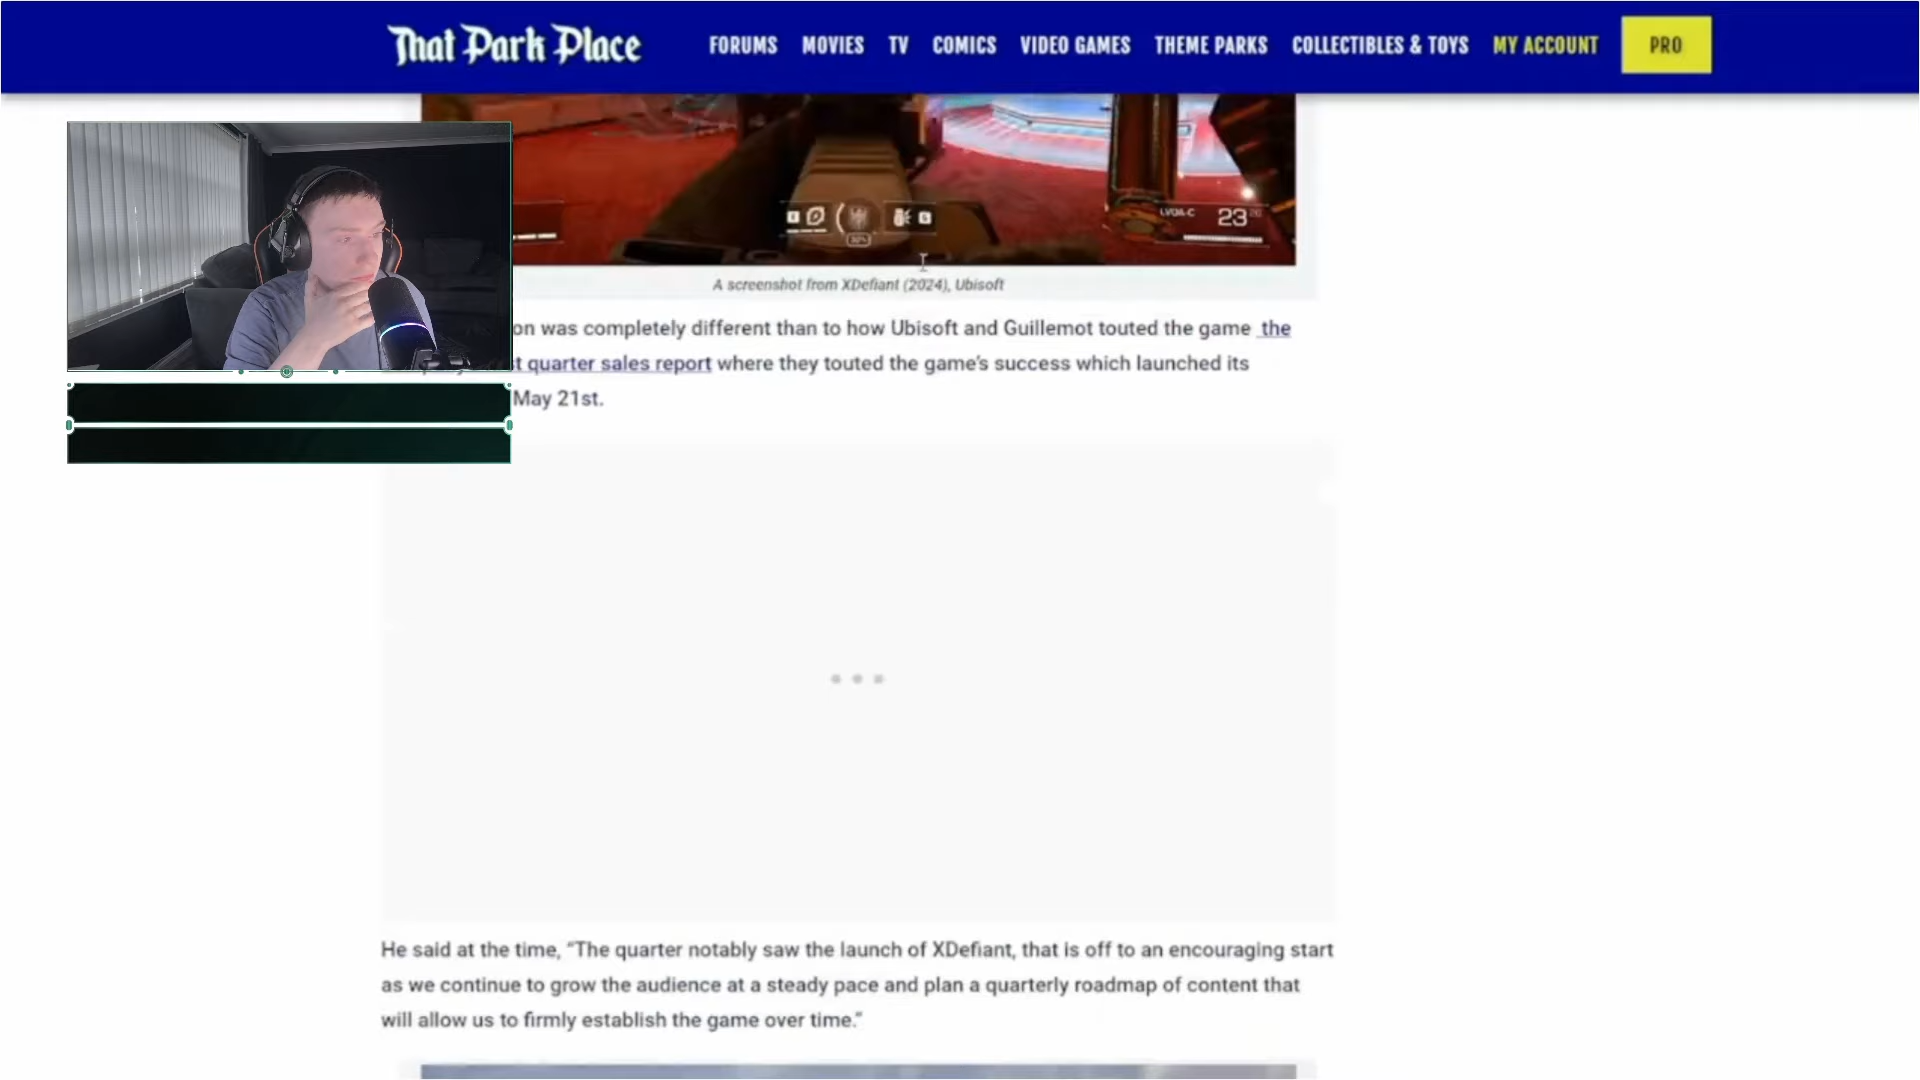 That Park Place
FORUMS MOVIES TV COMICS VIDEO GAMES THEME PARKS COLLECTIBLES & TOYS MY ACCOUNT PRO
LVOA-C 23
A screenshot from XDefiant (2024), Ubisoft
on was completely different than to how Ubisoft and Guillemot touted the game the
st quarter sales report where they touted the game's success which launched its
May 21st.
He said at the time, “The quarter notably saw the launch of XDefiant, that is off to an encouraging start
as we continue to grow the audience at a steady pace and plan a quarterly roadmap of content that
will allow us to firmly establish the game over time.”